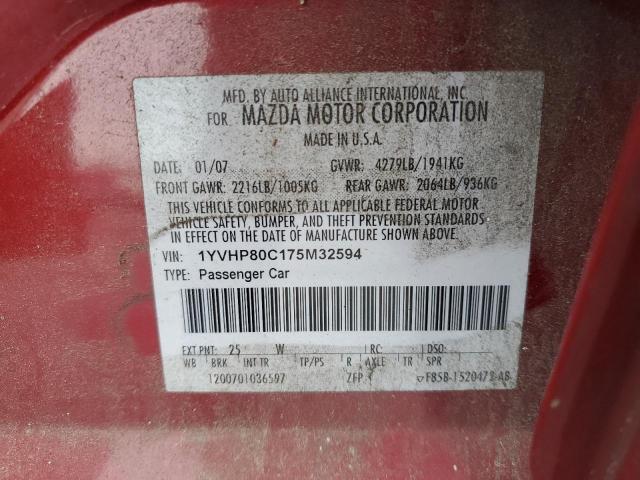 MFD. BY AUTO ALLIANCE INTERNATIONAL, INC
FOR MAZDA MOTOR CORPORATION
MADE IN U.S.A.
DATE: 01/07 GVWR: 4279LB/1941KG
FRONT GAWR: 2216LB/1005KG REAR GAWR: 2064LB/936KG
THIS VEHICLE CONFORMS TO ALL APPLICABLE FEDERAL MOTOR
VEHICLE SAFETY, BUMPER, AND THEFT PREVENTION STANDARDS
IN EFFECT ON THE DATE OF MANUFACTURE SHOWN ABOVE.
VIN: 1YVHP80C175M32594
TYPE: Passenger Car
EXT PNT: 25 W RC: DSO:
WB BRK INT TR TP/PS R AXLE TR SPR
1200701036597 ZFP